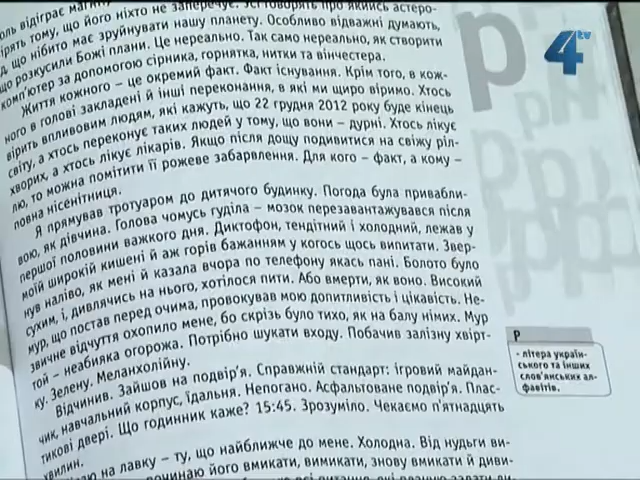 оль відіграє
заперечує. Усі говорять про якийсь астеро-
рять тому, що його ніхто не
д, що нібито має зруйнувати нашу планету. Особливо відважні думають,
що розкусили Божі плани. Це нереально. Так само нереально, як створити
комп'ютер за допомогою сірника, горнятка, нитки та вінчестера.
Життя кожного – це окремий факт. Факт існування. Крім того, в кож-
ного в голові закладені й інші переконання, в які ми щиро віримо. Хтось
вірить впливовим людям, які кажуть, що 22 грудня 2012 року буде кінець
світу, а хтось переконує таких людей у тому, що вони – дурні. Хтось лікує
хворих, а хтось лікує лікарів. Якщо після дощу подивитися на свіжу ріл-
лю, то можна помітити її рожеве забарвлення. Для кого – факт, а кому –
повна нісенітниця.
Я прямував тротуаром до дитячого будинку. Погода була привабли-
вою, як дівчина. Голова чомусь гуділа – мозок перезавантажувався після
першої половини важкого дня. Диктофон, тендітний і холодний, лежав у
моїй широкій кишені й аж горів бажанням у когось щось випитати. Звер-
нув наліво, як мені й казала вчора по телефону якась пані. Болото було
сухим, і, дивлячись на нього, хотілося пити. Або вмерти, як воно. Високий
мур, що постав перед очима, провокував мою допитливість і цікавість. Не-
звичне відчуття охопило мене, бо скрізь було тихо, як на балу німих. Мур
той – неабияка огорожа. Потрібно шукати входу. Побачив залізну хвірт-
ку. Зелену. Меланхолійну.
Відчинив. Зайшов на подвір'я. Справжній стандарт: ігровий майдан-
чик, навчальний корпус, їдальня. Непогано. Асфальтоване подвір'я. Плас-
тикові двері. Що годинник каже? 15:45. Зрозуміло. Чекаємо п'ятнадцять
хвилин.
на лавку – ту, що найближче до мене. Холодна. Від нудьги ви-
починаю його вмикати, вимикати, знову вмикати й диви-
р
4 tv
Р
- літера україн-
ського та інших
слов'янських ал-
фавітів.